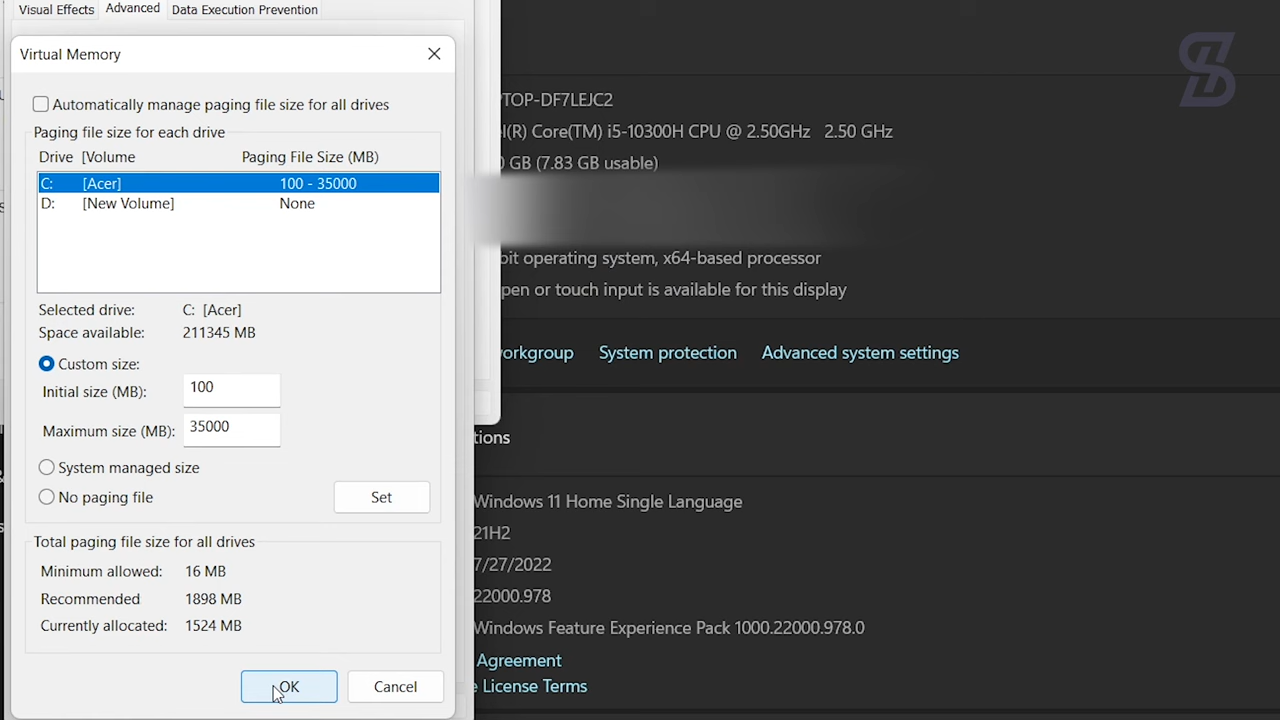 Visual Effects Advanced Data Execution Prevention
Virtual Memory
Automatically manage paging file size for all drives
Paging file size for each drive
Drive [Volume Paging File Size (MB)
C: [Acer] 100 - 35000
D: [New Volume] None
Selected drive: C: [Acer]
Space available: 211345 MB
Custom size:
Initial size (MB): 100
Maximum size (MB): 35000
System managed size
No paging file
Set
Total paging file size for all drives
Minimum allowed: 16 MB
Recommended 1898 MB
Currently allocated: 1524 MB
OK Cancel
PTOP-DF7LEJC2
el(R) Core(TM) i5-10300H CPU @ 2.50GHz 2.50 GHz
0 GB (7.83 GB usable)
bit operating system, x64-based processor
pen or touch input is available for this display
workgroup System protection Advanced system settings
tions
Windows 11 Home Single Language
21H2
7/27/2022
22000.978
Windows Feature Experience Pack 1000.22000.978.0
Agreement
License Terms